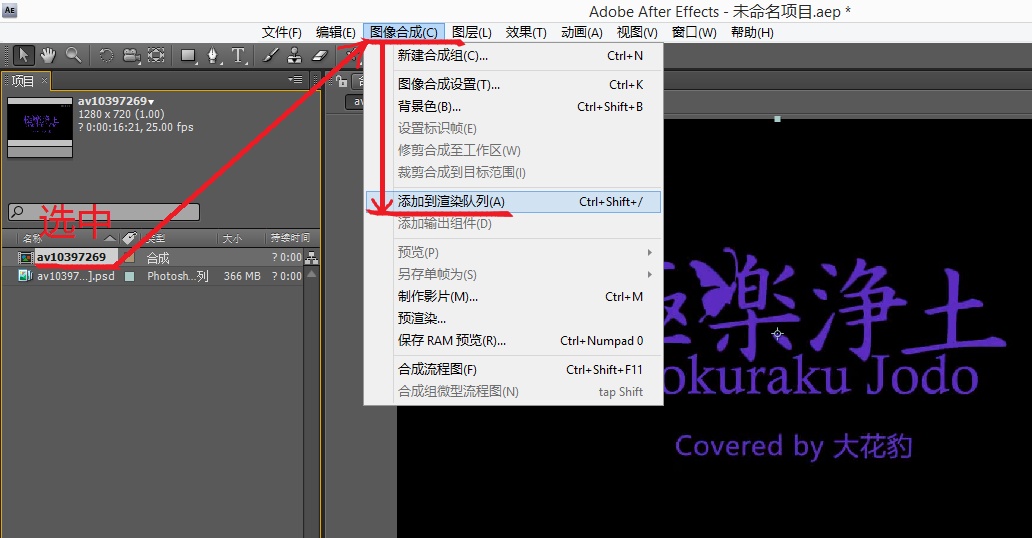 AE
Adobe After Effects - 未命名项目.aep *
文件(F) 编辑(E) 图像合成(C) 图层(L) 效果(T) 动画(A) 视图(V) 窗口(W) 帮助(H)
T
项目 ×
av10397269▼
1280 x 720 (1.00)
? 0:00:16:21, 25.00 fps
选中
名称 类型 大小 持续时间
av10397269 合成 ? 0:00
av10397...].psd Photosh...列 366 MB ? 0:00
新建合成组(C)... Ctrl+N
图像合成设置(T)... Ctrl+K
背景色(B)... Ctrl+Shift+B
设置标识帧(E)
修剪合成至工作区(W)
裁剪合成到目标范围(I)
添加到渲染队列(A) Ctrl+Shift+/
添加输出组件(D)
预览(P)
另存单帧为(S)
制作影片(M)... Ctrl+M
预渲染...
保存 RAM 预览(R)... Ctrl+Numpad 0
合成流程图(F) Ctrl+Shift+F11
合成组微型流程图(N) tap Shift
av
極楽浄土
okuraku Jodo
Covered by 大花豹